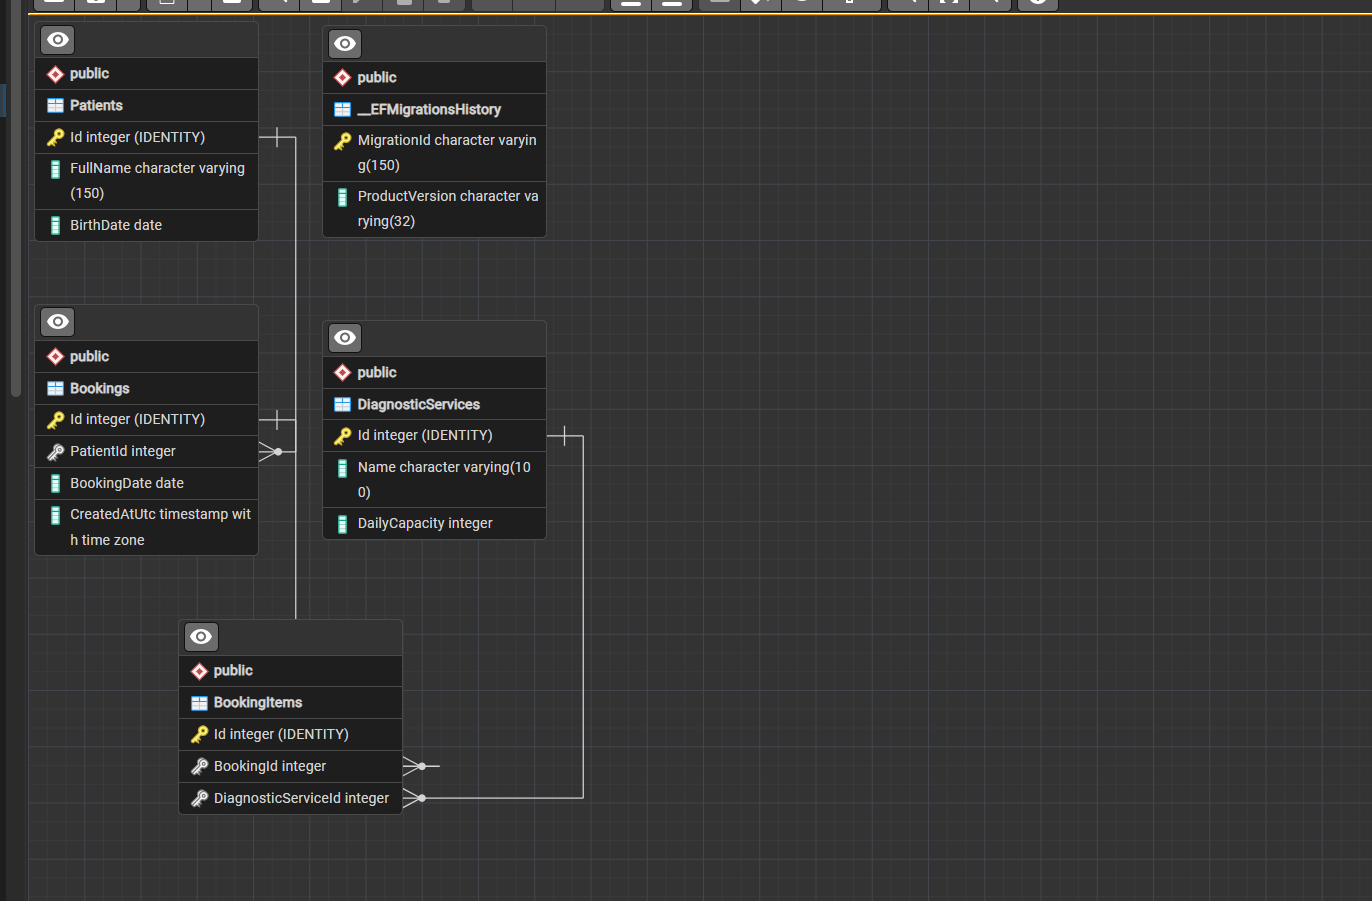 public
Patients
Id integer (IDENTITY)
FullName character varying
(150)
BirthDate date
public
__EFMigrationsHistory
MigrationId character varyin
g(150)
ProductVersion character va
rying(32)
public
Bookings
Id integer (IDENTITY)
PatientId integer
BookingDate date
CreatedAtUtc timestamp wit
h time zone
public
DiagnosticServices
Id integer (IDENTITY)
Name character varying(10
0)
DailyCapacity integer
public
BookingItems
Id integer (IDENTITY)
BookingId integer
DiagnosticServiceId integer